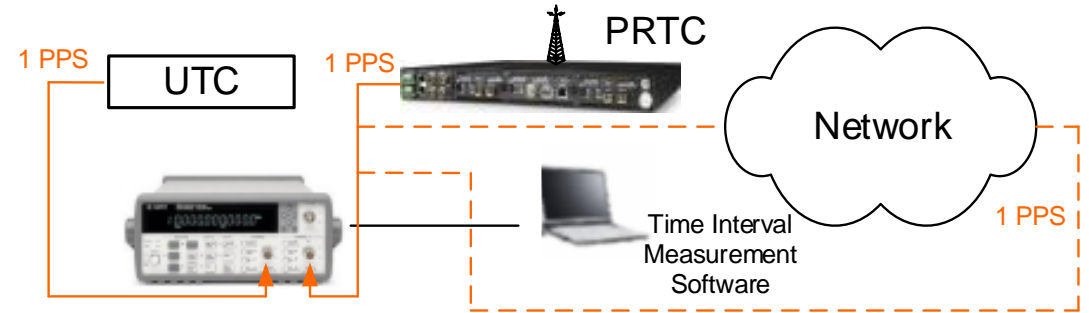 PRTC
1 PPS
UTC
1 PPS
Network
Time Interval
Measurement
Software
1 PPS